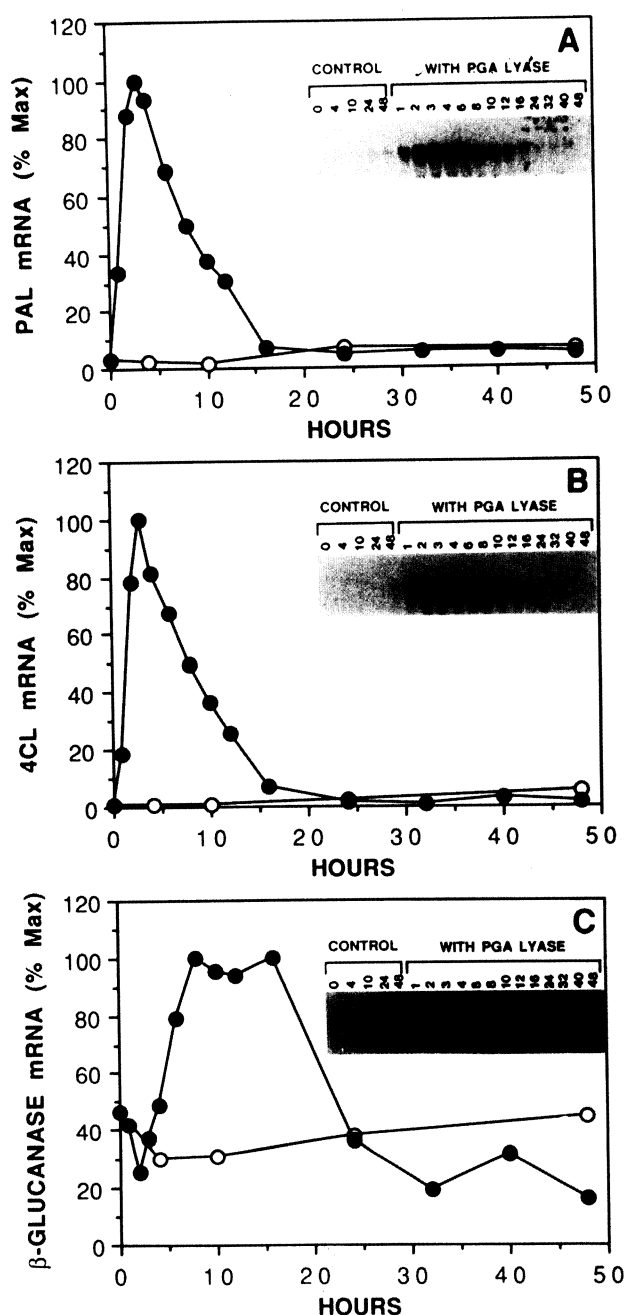 A
PAL mRNA (% Max)
120
100
80
60
40
20
0
CONTROL WITH PGA LYASE
0 4 10 24 48 1 2 3 4 6 8 10 12 16 24 32 40 48
0 10 20 30 40 50
HOURS
B
4CL mRNA (% Max)
120
100
80
60
40
20
0
CONTROL WITH PGA LYASE
0 4 10 24 48 1 2 3 4 6 8 10 12 16 24 32 40 48
0 10 20 30 40 50
HOURS
C
β-GLUCANASE mRNA (% Max)
120
100
80
60
40
20
0
CONTROL WITH PGA LYASE
0 4 10 24 48 1 2 3 4 6 8 10 12 16 24 32 40 48
0 10 20 30 40 50
HOURS